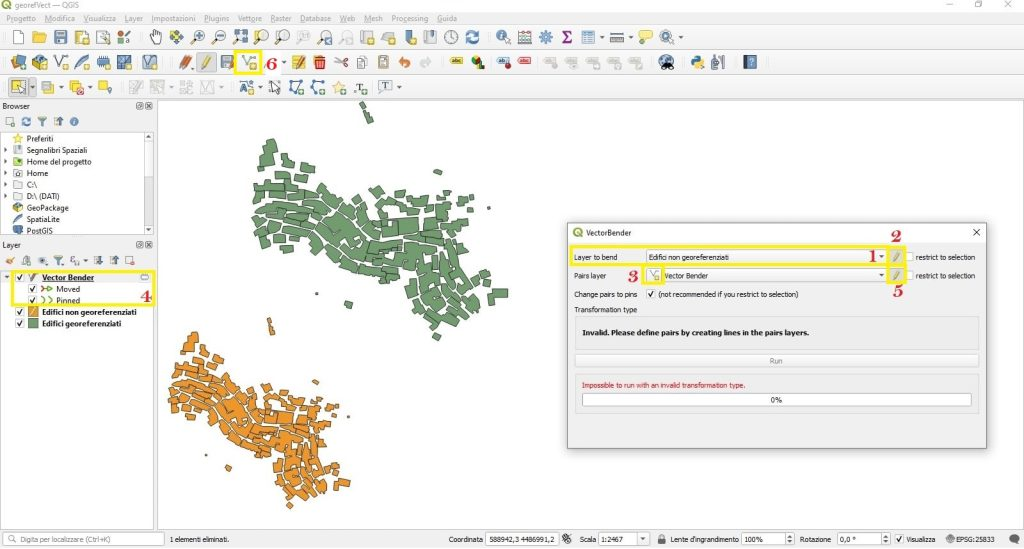 georefVect — QGIS
Progetto Modifica Visualizza Layer Impostazioni Plugins Vettore Raster Database Web Mesh Processing Guida
6
Browser
Preferiti
Segnalibri Spaziali
Home del progetto
Home
C:\
D:\ (DATI)
GeoPackage
SpatiaLite
PostGIS
Layer
Vector Bender
Moved
4
Pinned
Edifici non georeferenziati
Edifici georeferenziati
VectorBender
2
Layer to bend Edifici non georeferenziati 1 restrict to selection
Pairs layer 3 Vector Bender restrict to selection
5
Change pairs to pins (not recommended if you restrict to selection)
Transformation type
Invalid. Please define pairs by creating lines in the pairs layers.
Run
Impossible to run with an invalid transformation type.
0%
Digita per localizzare (Ctrl+K) 1 elementi eliminati. Coordinata 588942,3 4486991,2 Scala 1:2467 Lente d'ingrandimento 100% Rotazione 0,0 ° Visualizza EPSG:25833